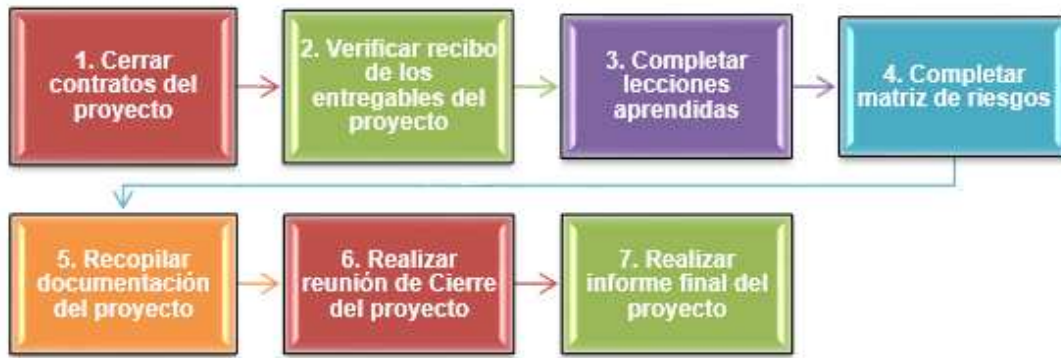 1. Cerrar
contratos del
proyecto
2. Verificar recibo
de los
entregables del
proyecto
3. Completar
lecciones
aprendidas
4. Completar
matriz de riesgos
5. Recopilar
documentación
del proyecto
6. Realizar
reunión de Cierre
del proyecto
7. Realizar
informe final del
proyecto